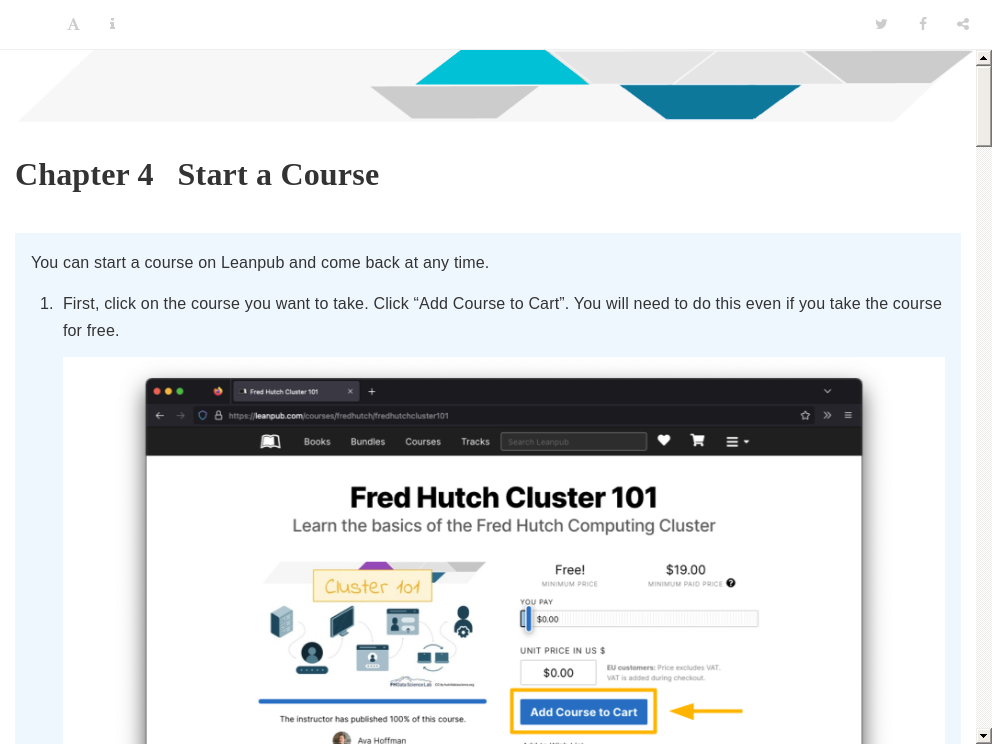 A
Chapter 4 Start a Course
You can start a course on Leanpub and come back at any time.
1. First, click on the course you want to take. Click “Add Course to Cart”. You will need to do this even if you take the course
for free.
Fred Hutch Cluster 101
https://leanpub.com/courses/fredhutch/fredhutchcluster101
Books Bundles Courses Tracks Search Leanpub
Fred Hutch Cluster 101
Learn the basics of the Fred Hutch Computing Cluster
Cluster 101
Free! $19.00
MINIMUM PRICE MINIMUM PAID PRICE
YOU PAY
$0.00
UNIT PRICE IN US $
$0.00
EU customers: Price excludes VAT.
VAT is added during checkout.
Add Course to Cart
The instructor has published 100% of this course.
Ava Hoffman